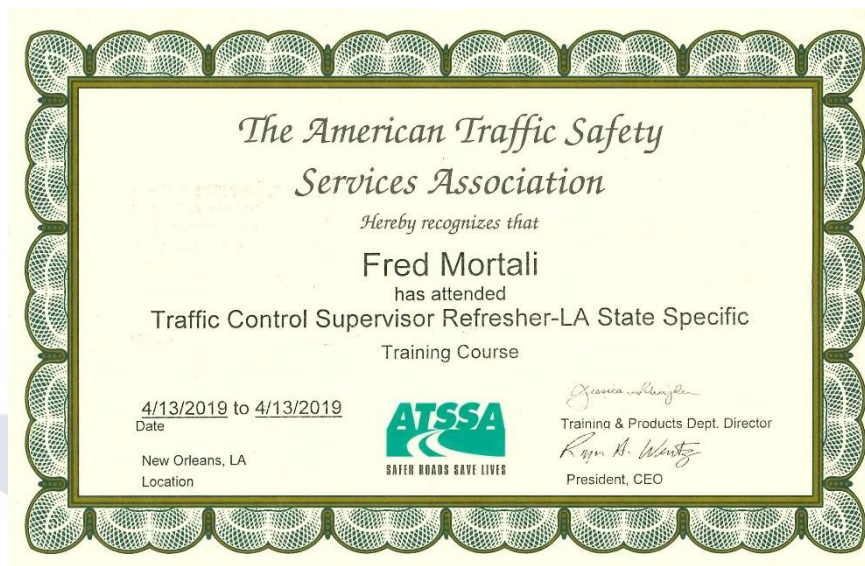 The American Traffic Safety
Services Association
Hereby recognizes that
Fred Mortali
has attended
Traffic Control Supervisor Refresher-LA State Specific
Training Course
4/13/2019 to 4/13/2019
Date
New Orleans, LA
Location
ATSSA
SAFER ROADS SAVE LIVES
Training & Products Dept. Director
President, CEO